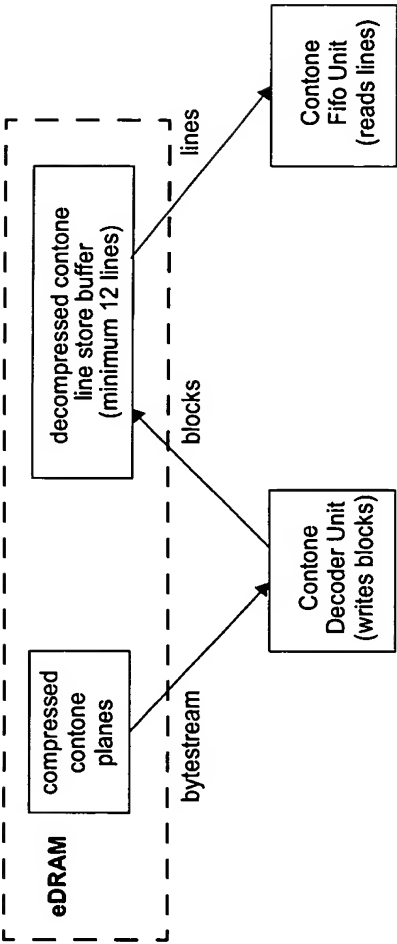 eDRAM
compressed
contone
planes
decompressed contone
line store buffer
(minimum 12 lines)
bytestream
blocks
lines
Contone
Decoder Unit
(writes blocks)
Contone
Fifo Unit
(reads lines)